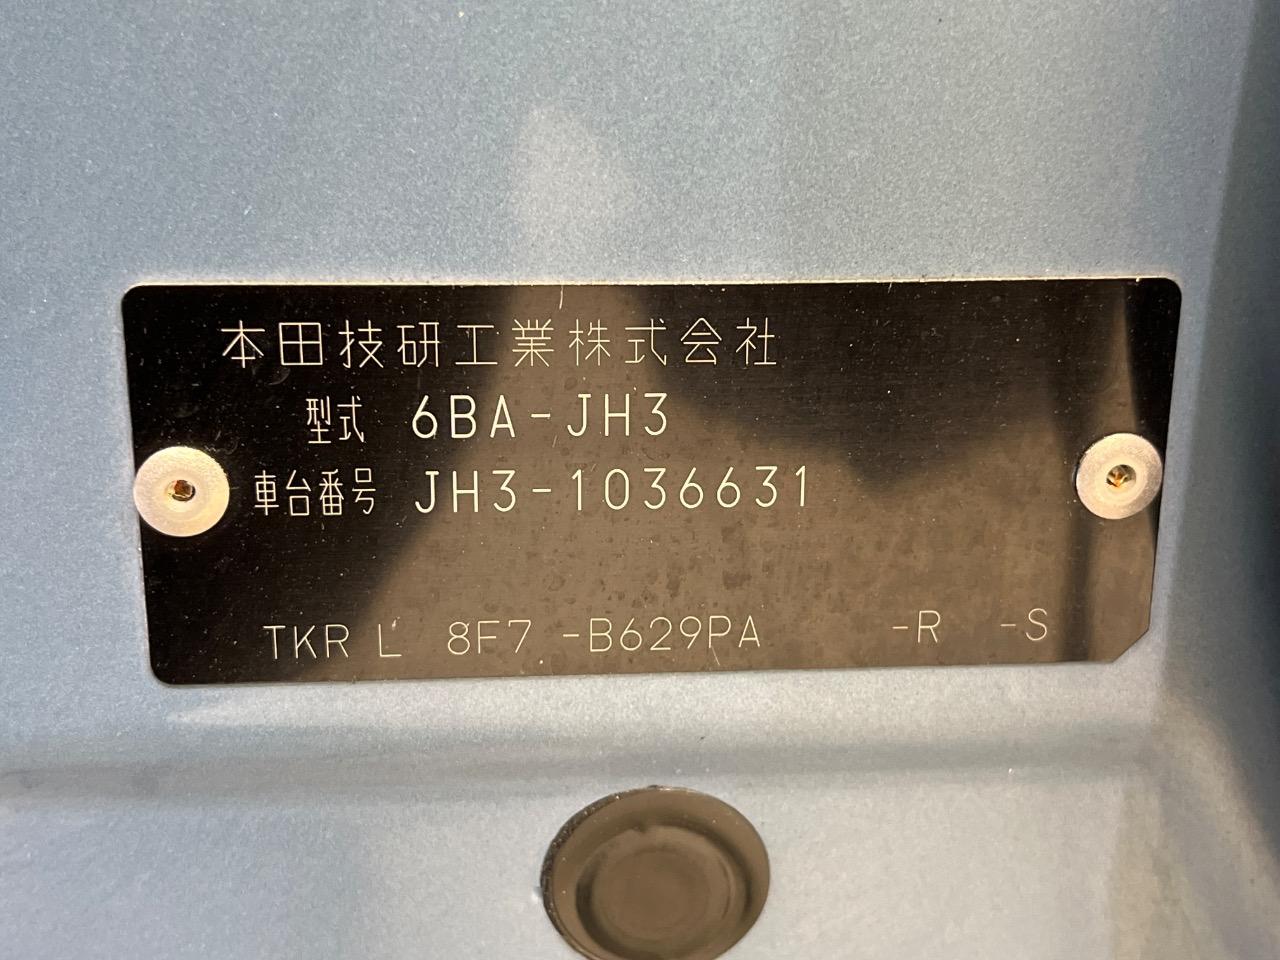 本田技研工業株式会社
型式 6BA-JH3
車台番号 JH3-1036631
TKR L 8F7 -B629PA -R -S